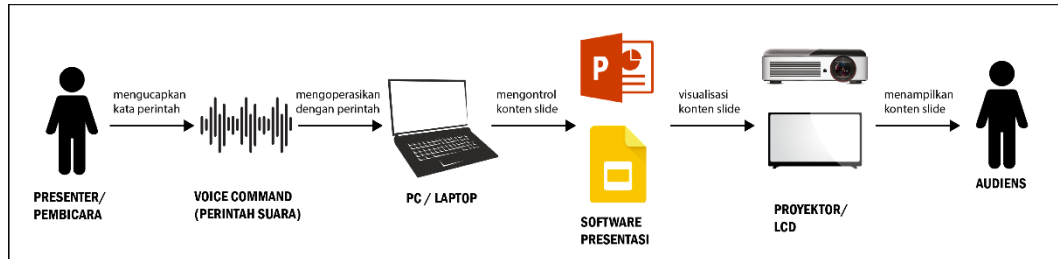 mengucapkan
kata perintah
mengoperasikan
dengan perintah
mengontrol
konten slide
P
visualisasi
konten slide
menampilkan
konten slide
PRESENTER/
PEMBICARA
VOICE COMMAND
(PERINTAH SUARA)
PC / LAPTOP
SOFTWARE
PRESENTASI
PROYEKTOR/
LCD
AUDIENS